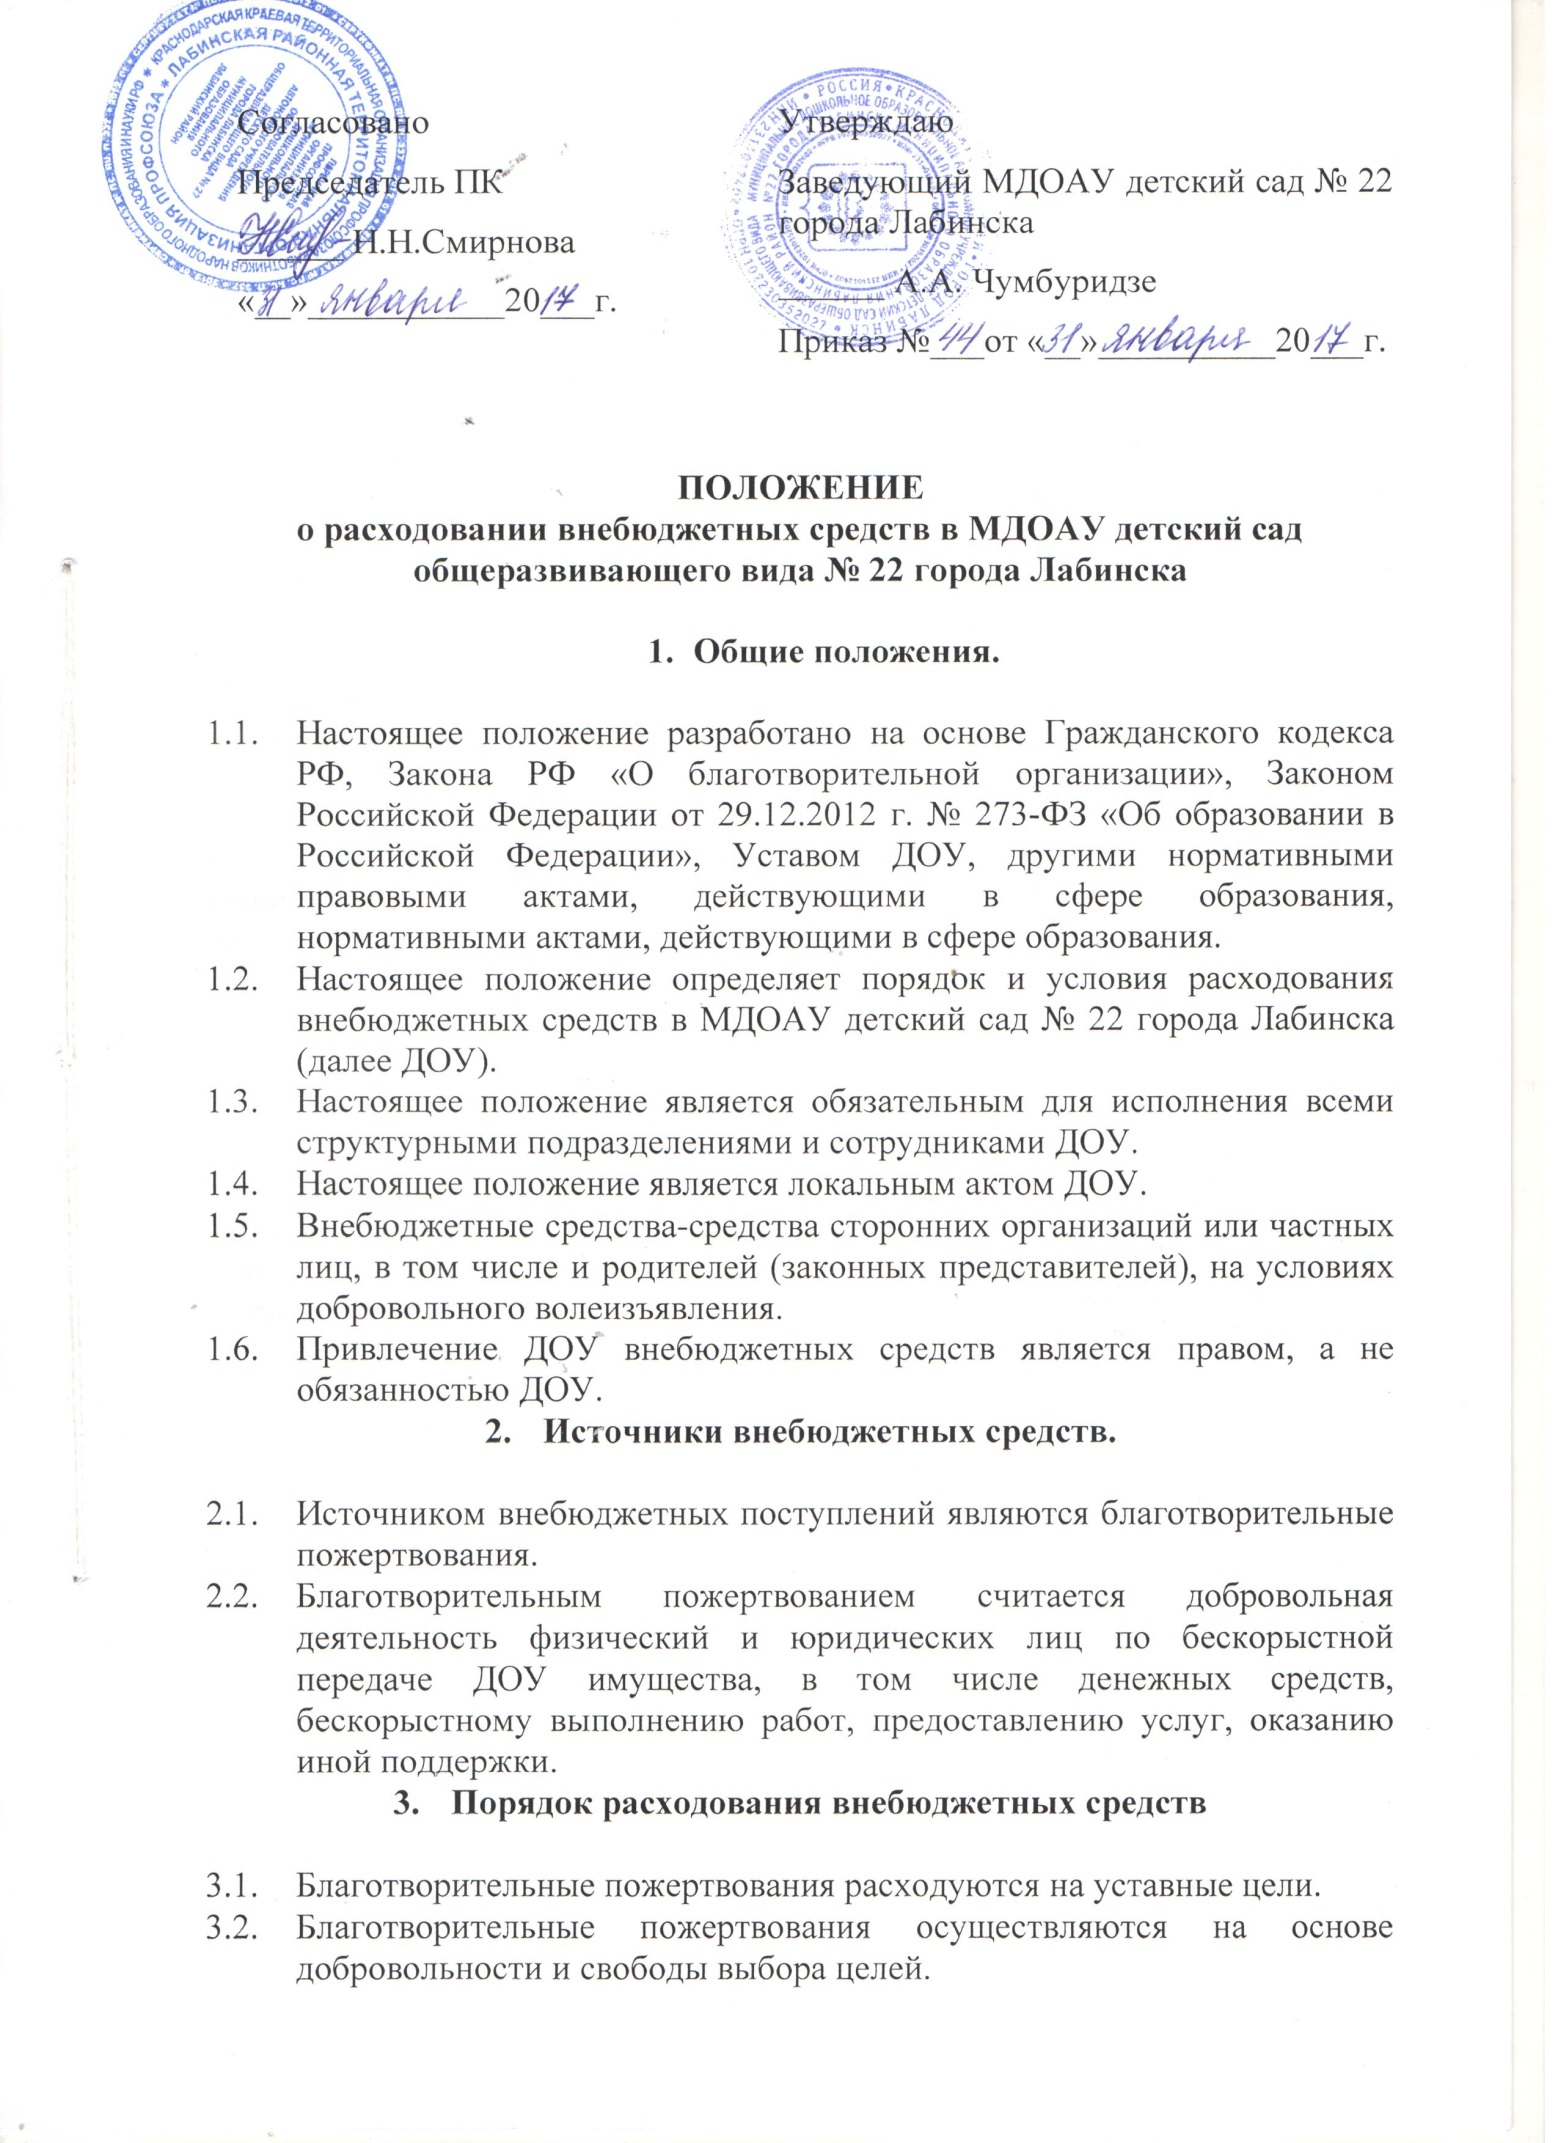 Согласовано
Председатель ПК
Н.Н.Смирнова
«31» января 2017 г.
Утверждаю
Заведующий МДОАУ детский сад № 22
города Лабинска
А.А. Чумбуридзе
Приказ № 44 от «31» января 2017 г.
ПОЛОЖЕНИЕ
о расходовании внебюджетных средств в МДОАУ детский сад
общеразвивающего вида № 22 города Лабинска
1. Общие положения.
1.1. Настоящее положение разработано на основе Гражданского кодекса
РФ, Закона РФ «О благотворительной организации», Законом
Российской Федерации от 29.12.2012 г. № 273-ФЗ «Об образовании в
Российской Федерации», Уставом ДОУ, другими нормативными
правовыми актами, действующими в сфере образования,
нормативными актами, действующими в сфере образования.
1.2. Настоящее положение определяет порядок и условия расходования
внебюджетных средств в МДОАУ детский сад № 22 города Лабинска
(далее ДОУ).
1.3. Настоящее положение является обязательным для исполнения всеми
структурными подразделениями и сотрудниками ДОУ.
1.4. Настоящее положение является локальным актом ДОУ.
1.5. Внебюджетные средства-средства сторонних организаций или частных
лиц, в том числе и родителей (законных представителей), на условиях
добровольного волеизъявления.
1.6. Привлечение ДОУ внебюджетных средств является правом, а не
обязанностью ДОУ.
2. Источники внебюджетных средств.
2.1. Источником внебюджетных поступлений являются благотворительные
пожертвования.
2.2. Благотворительным пожертвованием считается добровольная
деятельность физический и юридических лиц по бескорыстной
передаче ДОУ имущества, в том числе денежных средств,
бескорыстному выполнению работ, предоставлению услуг, оказанию
иной поддержки.
3. Порядок расходования внебюджетных средств
3.1. Благотворительные пожертвования расходуются на уставные цели.
3.2. Благотворительные пожертвования осуществляются на основе
добровольности и свободы выбора целей.